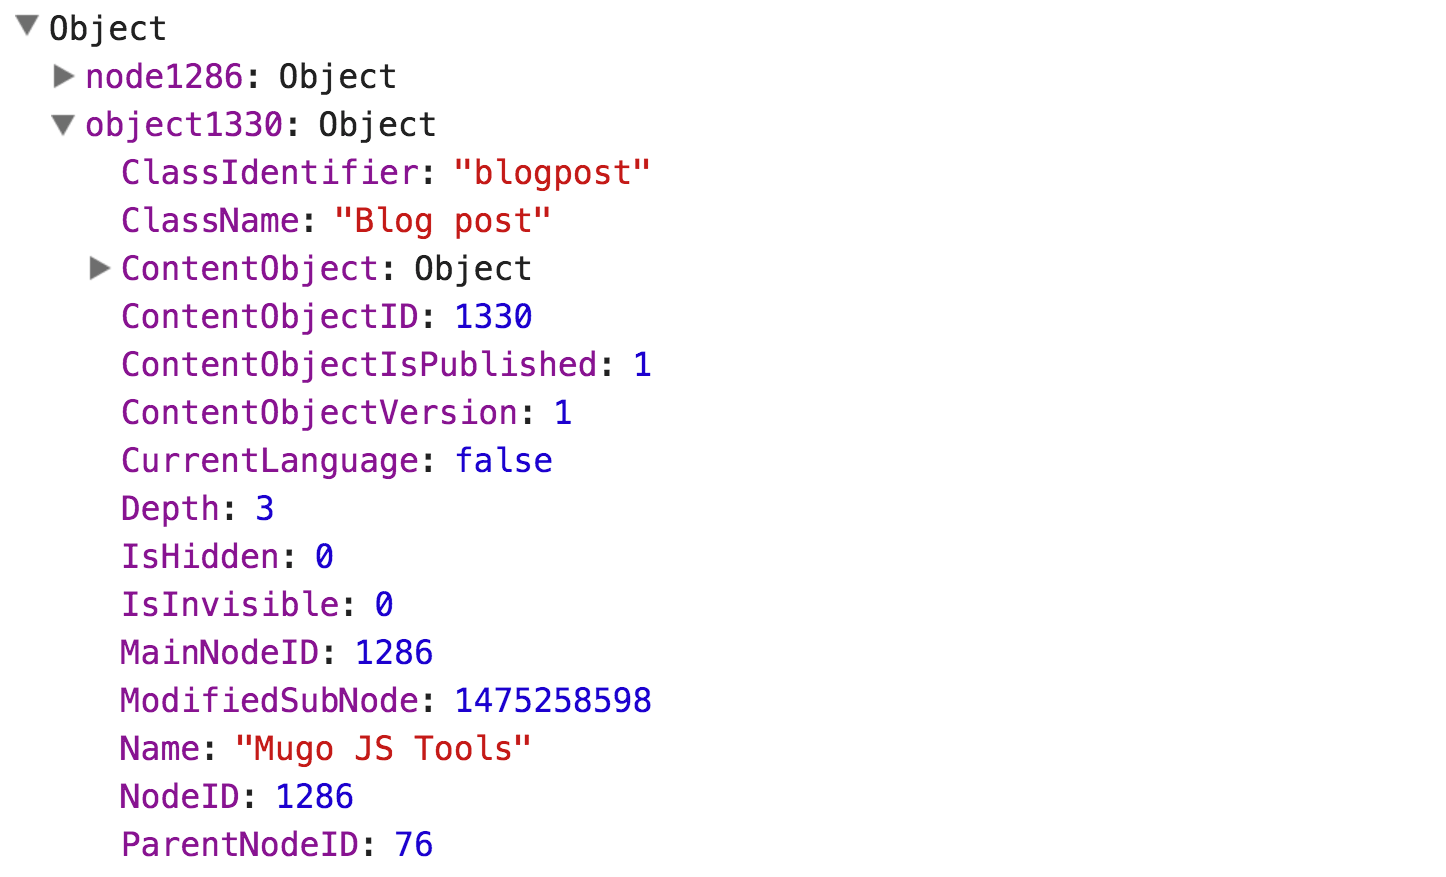 Object
node1286: Object
object1330: Object
ClassIdentifier: "blogpost"
ClassName: "Blog post"
ContentObject: Object
ContentObjectID: 1330
ContentObjectIsPublished: 1
ContentObjectVersion: 1
CurrentLanguage: false
Depth: 3
IsHidden: 0
IsInvisible: 0
MainNodeID: 1286
ModifiedSubNode: 1475258598
Name: "Mugo JS Tools"
NodeID: 1286
ParentNodeID: 76